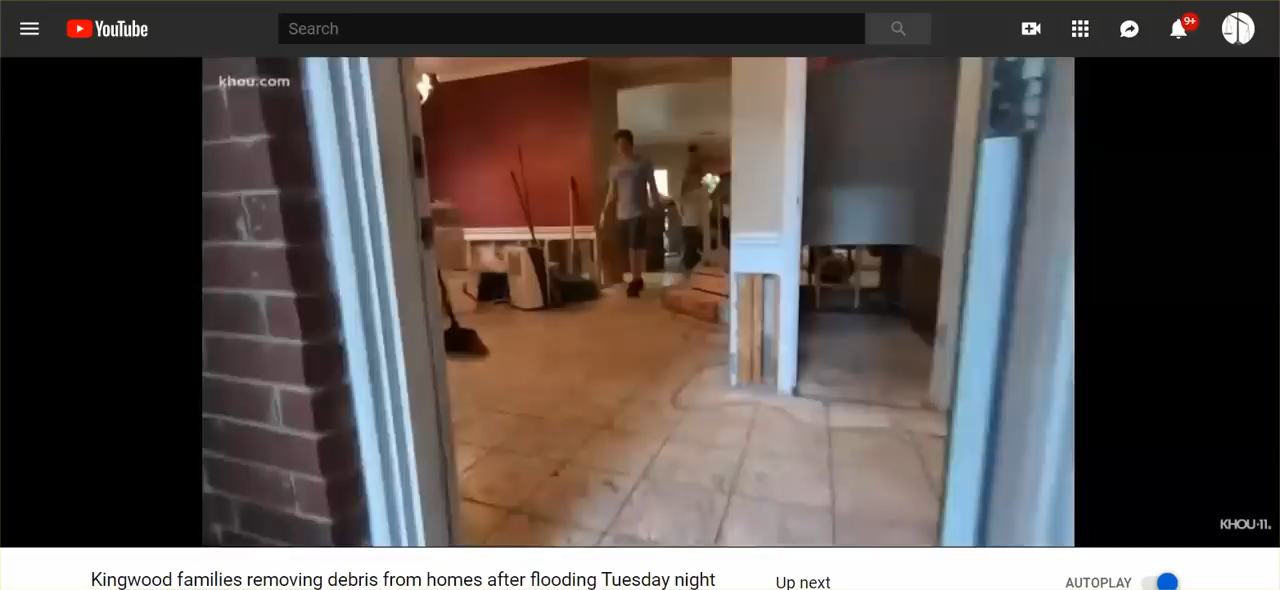 YouTube
Search
9+
khou.com
KHOU·11.
Kingwood families removing debris from homes after flooding Tuesday night
Up next
AUTOPLAY